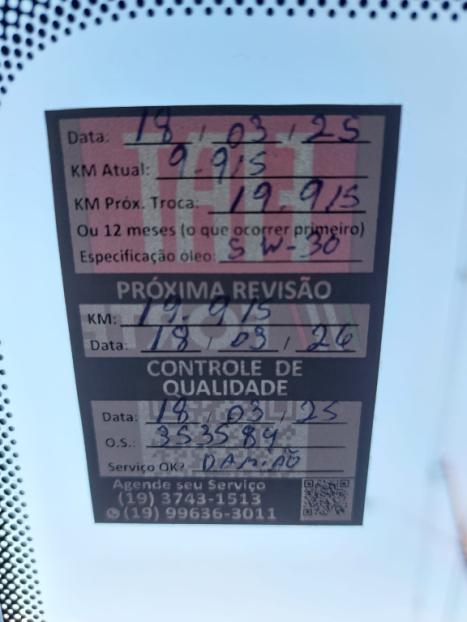 Data: 18 / 03 / 25
KM Atual: 9.915
KM Próx. Troca: 19.915
Ou 12 meses (o que ocorrer primeiro)
Especificação óleo: 5W-30
PRÓXIMA REVISÃO
KM: 19.915
Data: 18 / 03 / 26
CONTROLE DE
QUALIDADE
Data: 18 / 03 / 25
O.S.: 353584
Serviço OK? DAMIÃO
Agende seu Serviço
(19) 3743-1513
(19) 99636-3011